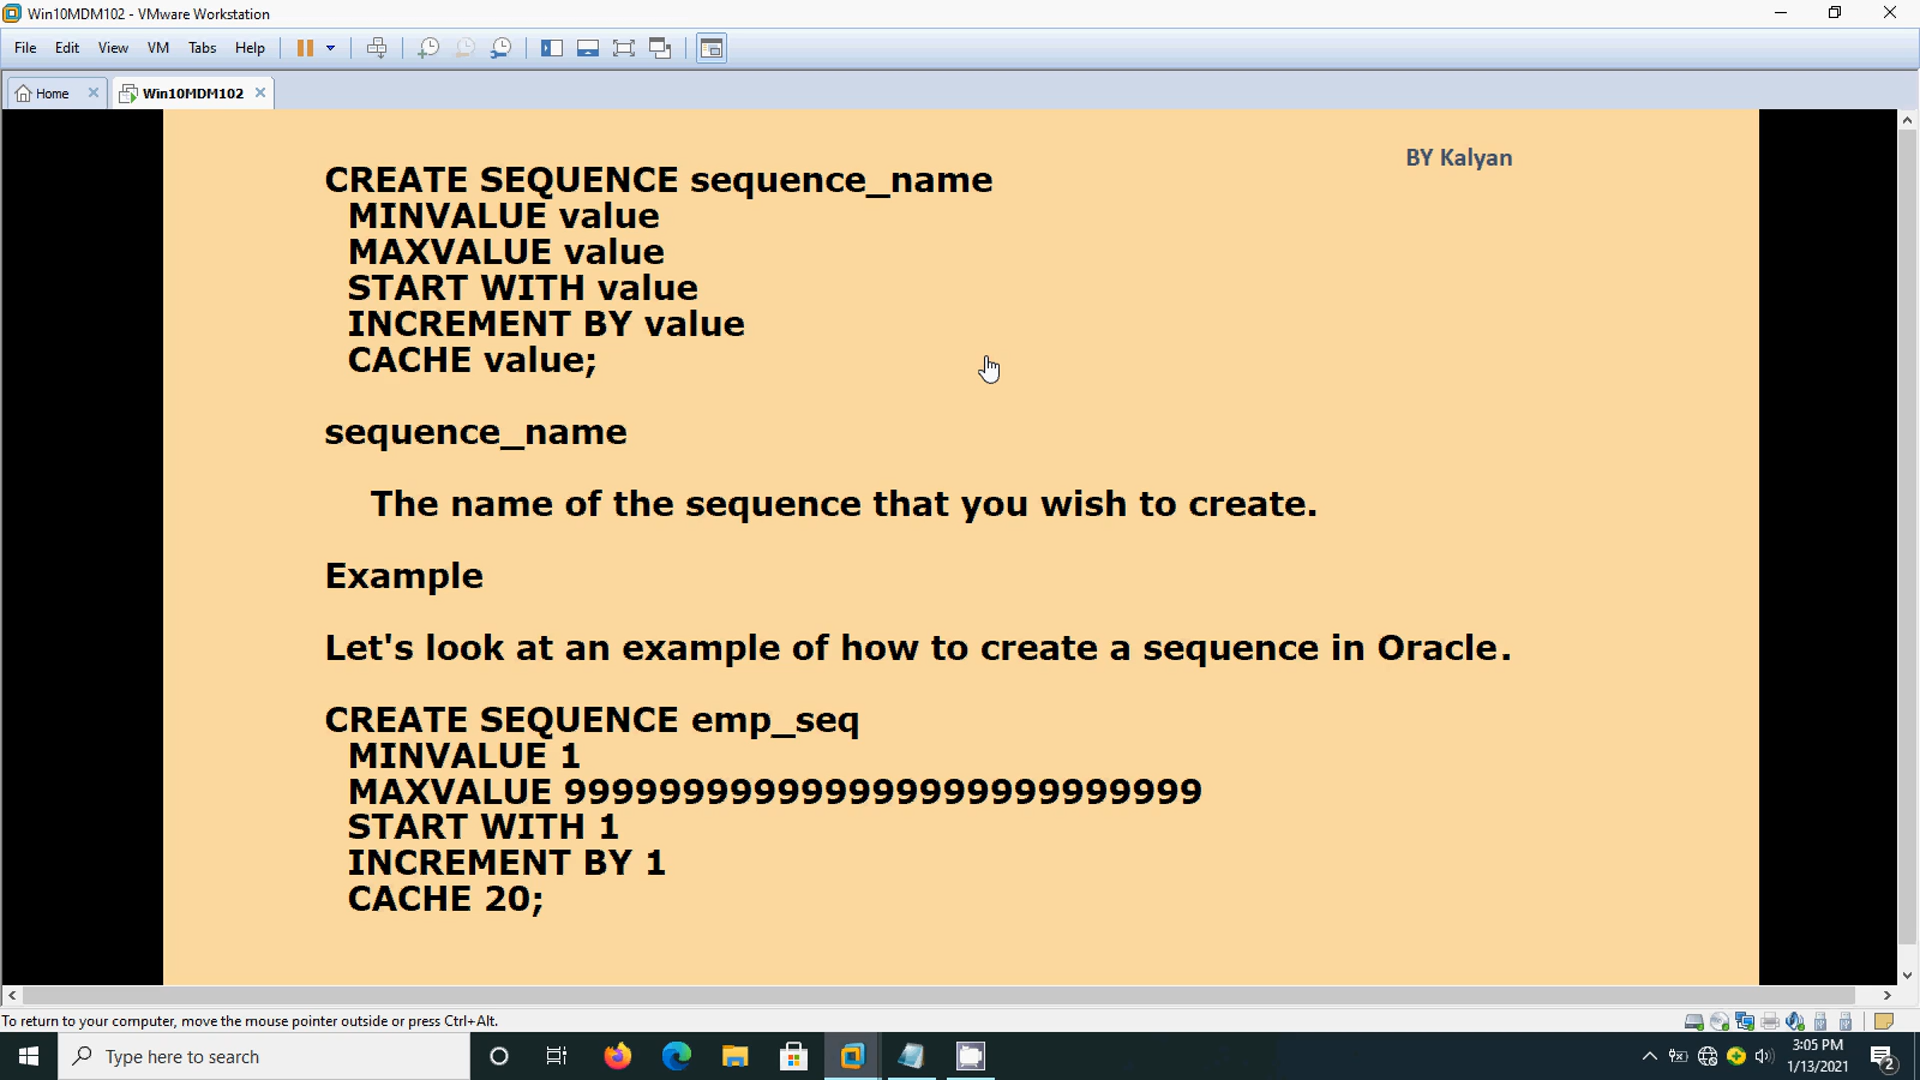 Win10MDM102 - VMware Workstation
File Edit View VM Tabs Help
Home Win10MDM102
BY Kalyan
CREATE SEQUENCE sequence_name
MINVALUE value
MAXVALUE value
START WITH value
INCREMENT BY value
CACHE value;
sequence_name
The name of the sequence that you wish to create.
Example
Let's look at an example of how to create a sequence in Oracle.
CREATE SEQUENCE emp_seq
MINVALUE 1
MAXVALUE 999999999999999999999999999
START WITH 1
INCREMENT BY 1
CACHE 20;
To return to your computer, move the mouse pointer outside or press Ctrl+Alt.
Type here to search
3:05 PM
1/13/2021
2